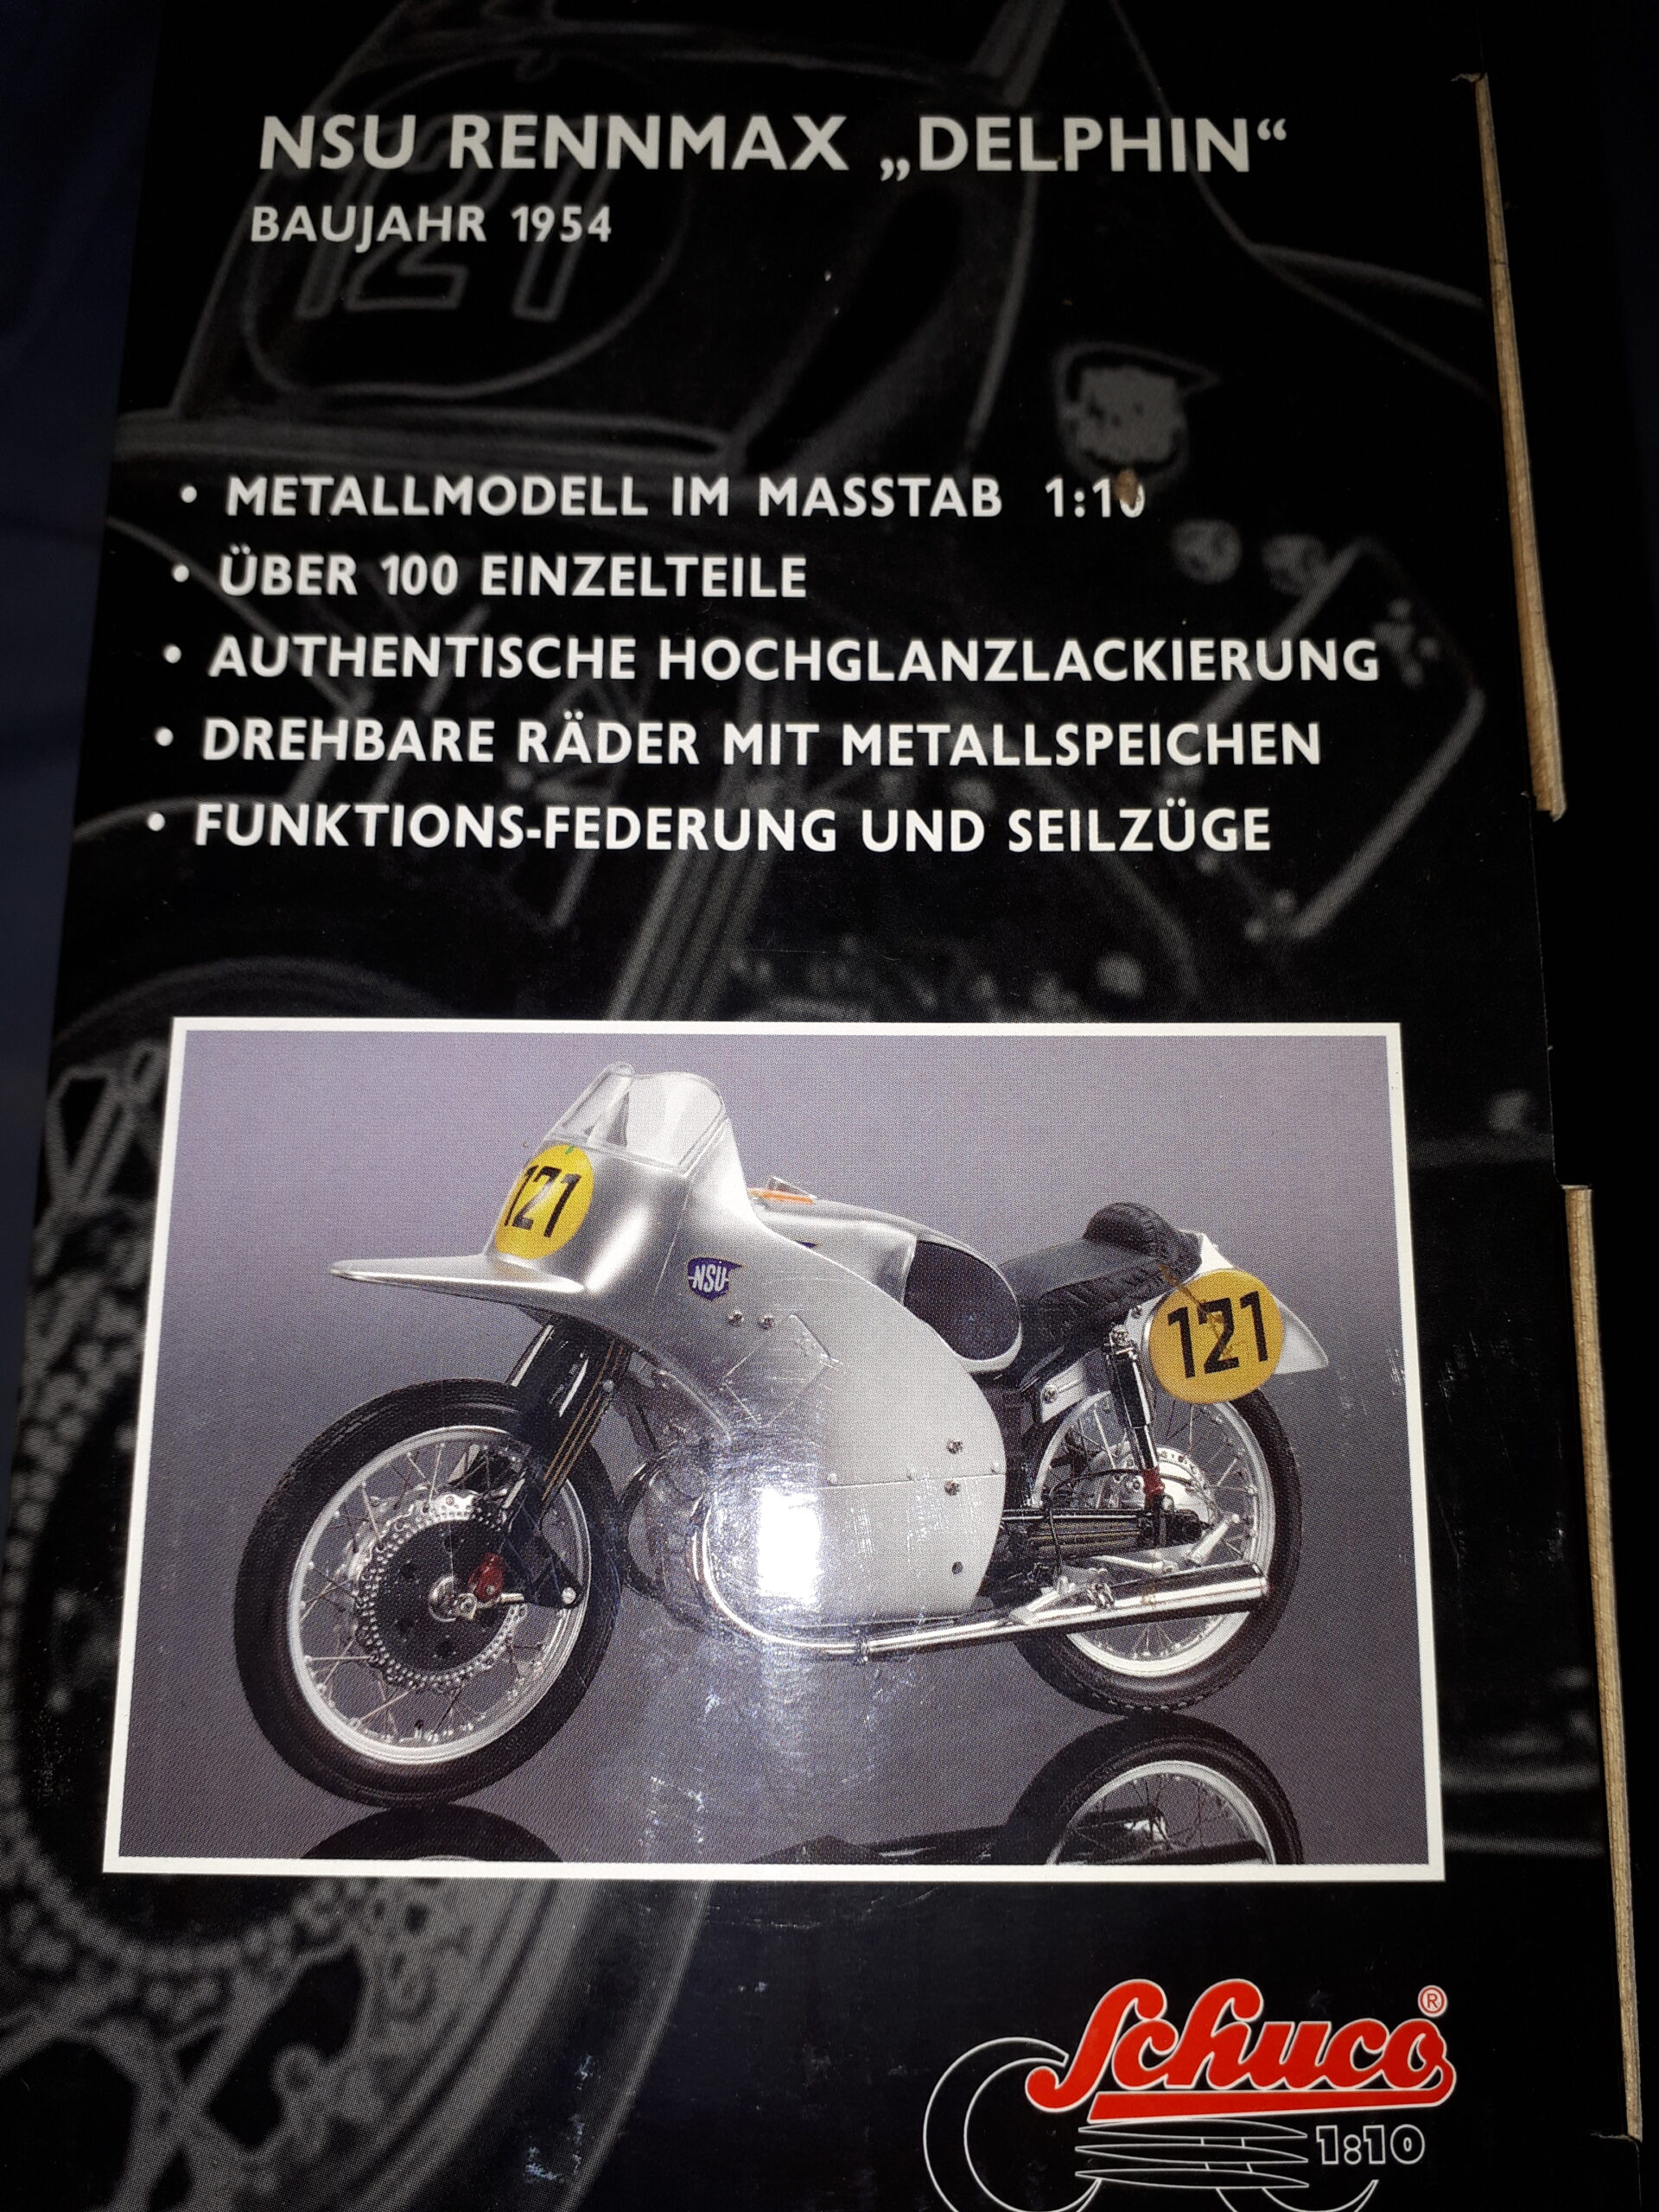 NSU RENNMAX „DELPHIN“
BAUJAHR 1954
121
• METALLMODELL IM MASSTAB 1:10
• ÜBER 100 EINZELTEILE
• AUTHENTISCHE HOCHGLANZLACKIERUNG
• DREHBARE RÄDER MIT METALLSPEICHEN
• FUNKTIONS-FEDERUNG UND SEILZÜGE
121
NSU
121
Schuco®
1:10